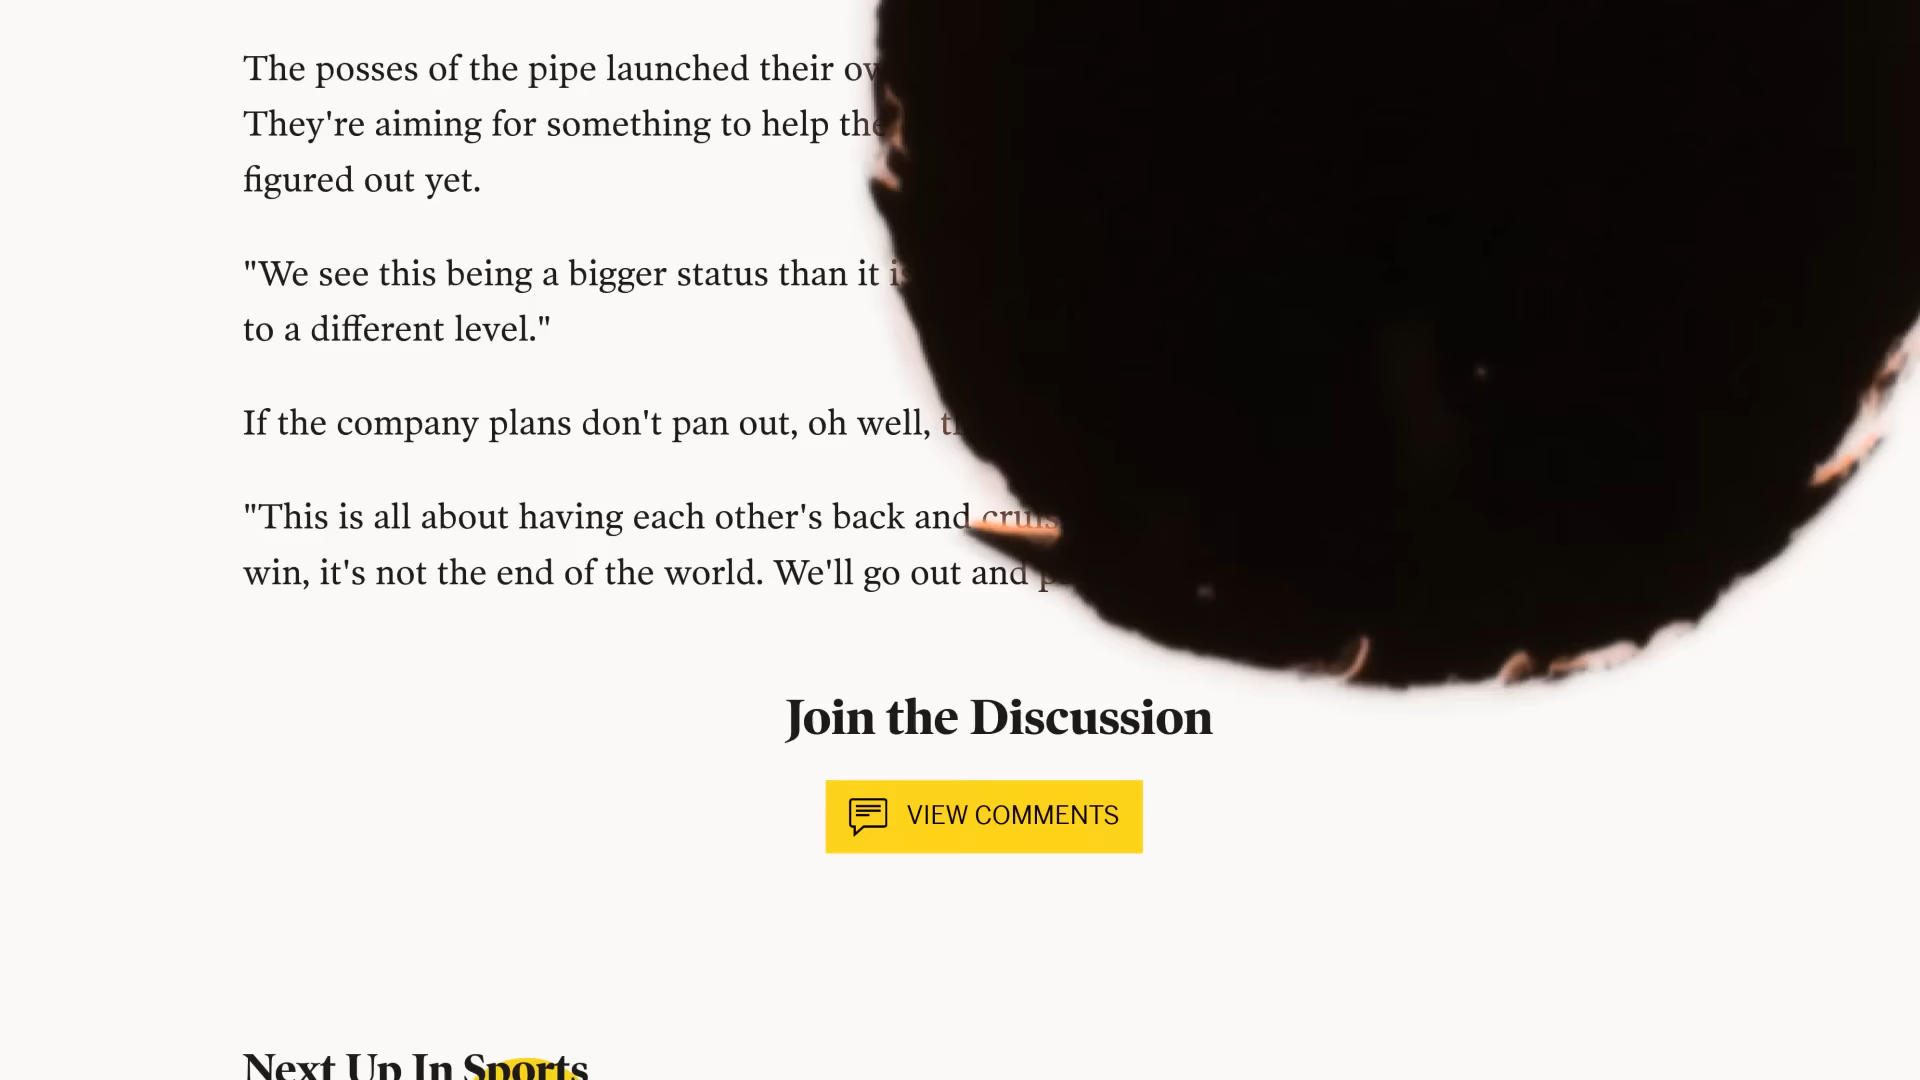 The posses of the pipe launched their
They're aiming for something to help the
figured out yet.
"We see this being a bigger status than it is
to a different level."
If the company plans don't pan out, oh well,
"This is all about having each other's back and
win, it's not the end of the world. We'll go out and
Join the Discussion
VIEW COMMENTS
Next Up In Sports